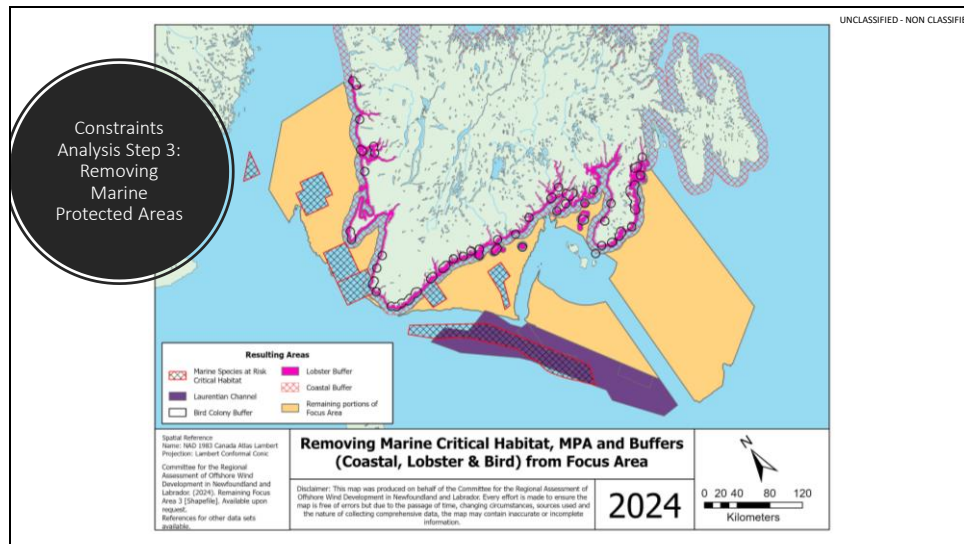 UNCLASSIFIED - NON CLASSIFIÉ
Constraints
Analysis Step 3:
Removing
Marine
Protected Areas
Resulting Areas
Marine Species at Risk
Critical Habitat
Laurentian Channel
Bird Colony Buffer
Lobster Buffer
Coastal Buffer
Remaining portions of
Focus Area
Spatial Reference
Name: NAD 1983 Canada Atlas Lambert
Projection: Lambert Conformal Conic
Committee for the Regional
Assessment of Offshore Wind
Development in Newfoundland and
Labrador. (2024). Remaining Focus
Area 3 [Shapefile]. Available upon
request.
References for other data sets
available.
Removing Marine Critical Habitat, MPA and Buffers
(Coastal, Lobster & Bird) from Focus Area
Disclaimer: This map was produced on behalf of the Committee for the Regional Assessment of
Offshore Wind Development in Newfoundland and Labrador. Every effort is made to ensure the
map is free of errors but due to the passage of time, changing circumstances, sources used and
the nature of collecting comprehensive data, the map may contain inaccurate or incomplete
information.
2024
N
0 20 40 80 120
Kilometers